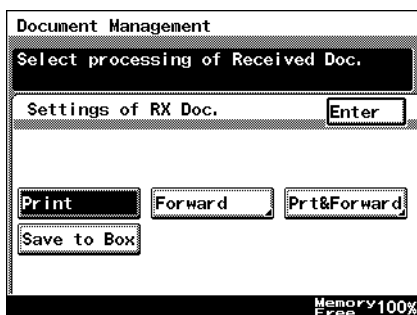 Document Management
Select processing of Received Doc.
Settings of RX Doc.
Enter
Print
Forward
Prt&Forward
Save to Box
Memory
Free 100%